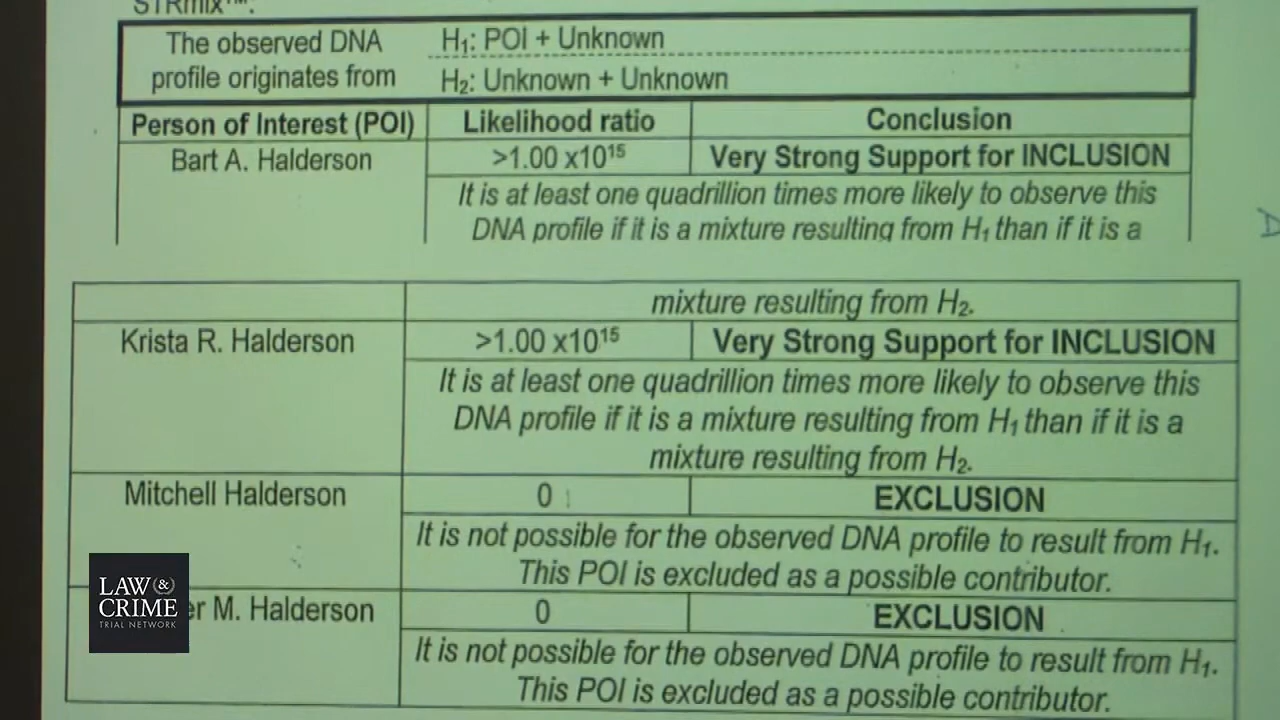 STRmix™:
The observed DNA
profile originates from
H₁: POI + Unknown
H₂: Unknown + Unknown
Person of Interest (POI)
Likelihood ratio
Conclusion
Bart A. Halderson
>1.00 x10¹⁵
Very Strong Support for INCLUSION
It is at least one quadrillion times more likely to observe this
DNA profile if it is a mixture resulting from H₁ than if it is a
mixture resulting from H₂.
Krista R. Halderson
>1.00 x10¹⁵
Very Strong Support for INCLUSION
It is at least one quadrillion times more likely to observe this
DNA profile if it is a mixture resulting from H₁ than if it is a
mixture resulting from H₂.
Mitchell Halderson
0
EXCLUSION
It is not possible for the observed DNA profile to result from H₁.
This POI is excluded as a possible contributor.
er M. Halderson
0
EXCLUSION
It is not possible for the observed DNA profile to result from H₁.
This POI is excluded as a possible contributor.
LAW &
CRIME
TRIAL NETWORK